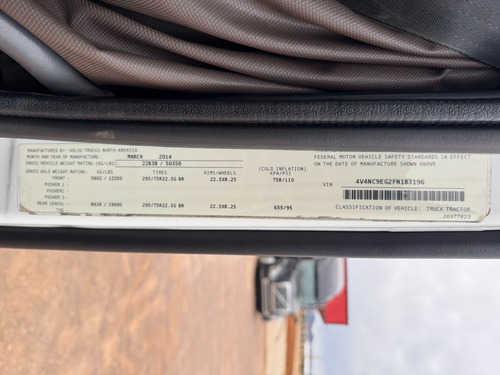 MANUFACTURED BY: VOLVO TRUCKS NORTH AMERICA
MONTH AND YEAR OF MANUFACTURE: MARCH 2014
GROSS VEHICLE WEIGHT RATING (KG/LBS) 22838 / 50350
GROSS AXLE WEIGHT RATING (KG/LBS) TIRES RIMS/WHEELS (COLD INFLATION) KPA/PSI
FRONT - 5602 / 12350 295/75R22.5G BR 22.5X8.25 758/110
PUSHER 1 -
PUSHER 2 -
PUSHER 3 -
REAR (EACH) - 8618 / 19000 295/75R22.5G BR 22.5X8.25 655/95
TAG
FEDERAL MOTOR VEHICLE SAFETY STANDARDS IN EFFECT
ON THE DATE OF MANUFACTURE SHOWN ABOVE.
VIN 4V4NC9EG2FN183196
CLASSIFICATION OF VEHICLE: TRUCK TRACTOR
20377823